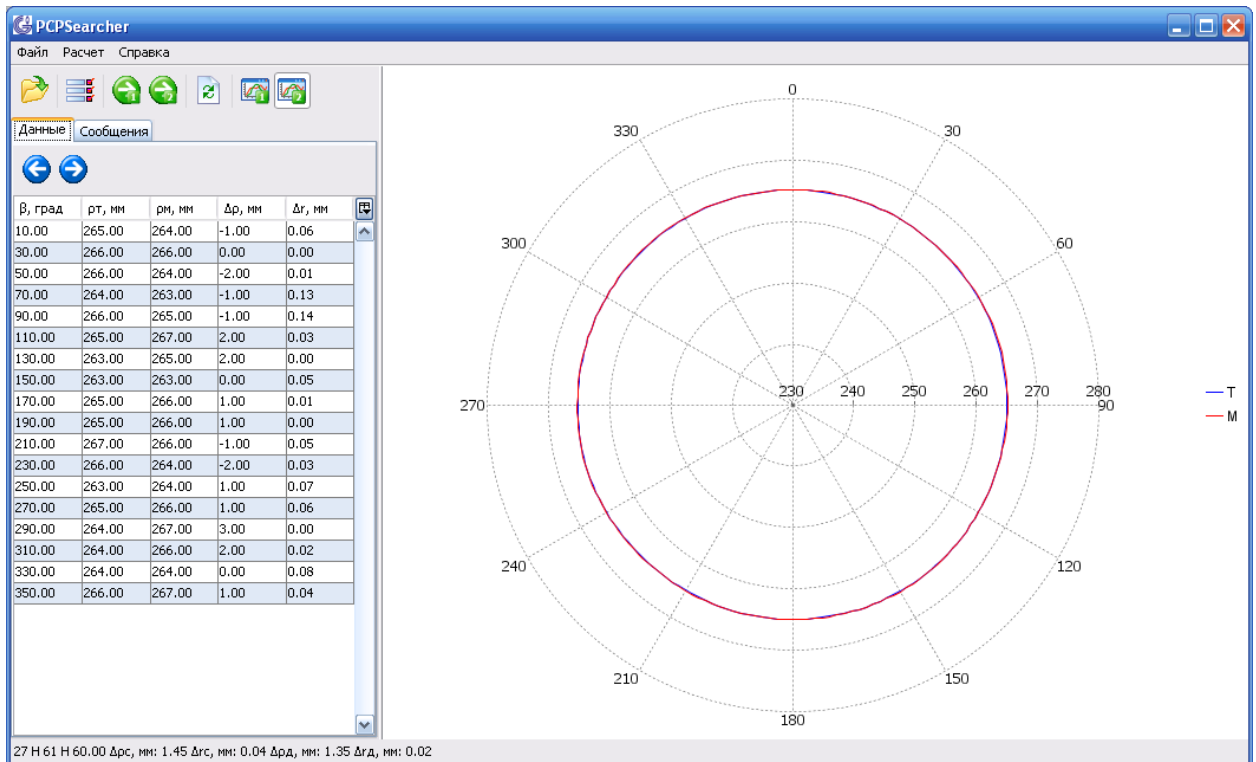 PCPSearcher
Файл Расчет Справка
Данные Сообщения
β, град ρт, мм ρм, мм Δρ, мм Δr, мм
10.00 265.00 264.00 -1.00 0.06
30.00 266.00 266.00 0.00 0.00
50.00 266.00 264.00 -2.00 0.01
70.00 264.00 263.00 -1.00 0.13
90.00 266.00 265.00 -1.00 0.14
110.00 265.00 267.00 2.00 0.03
130.00 263.00 265.00 2.00 0.00
150.00 263.00 263.00 0.00 0.05
170.00 265.00 266.00 1.00 0.01
190.00 265.00 266.00 1.00 0.00
210.00 267.00 266.00 -1.00 0.05
230.00 266.00 264.00 -2.00 0.03
250.00 263.00 264.00 1.00 0.07
270.00 265.00 266.00 1.00 0.06
290.00 264.00 267.00 3.00 0.00
310.00 264.00 266.00 2.00 0.02
330.00 264.00 264.00 0.00 0.08
350.00 266.00 267.00 1.00 0.04
0
330 30
300 60
230 240 250 260 270 280
270 90
240 120
210 150
180
Т
М
27 Н 61 Н 60.00 Δρс, мм: 1.45 Δrс, мм: 0.04 Δρд, мм: 1.35 Δrд, мм: 0.02